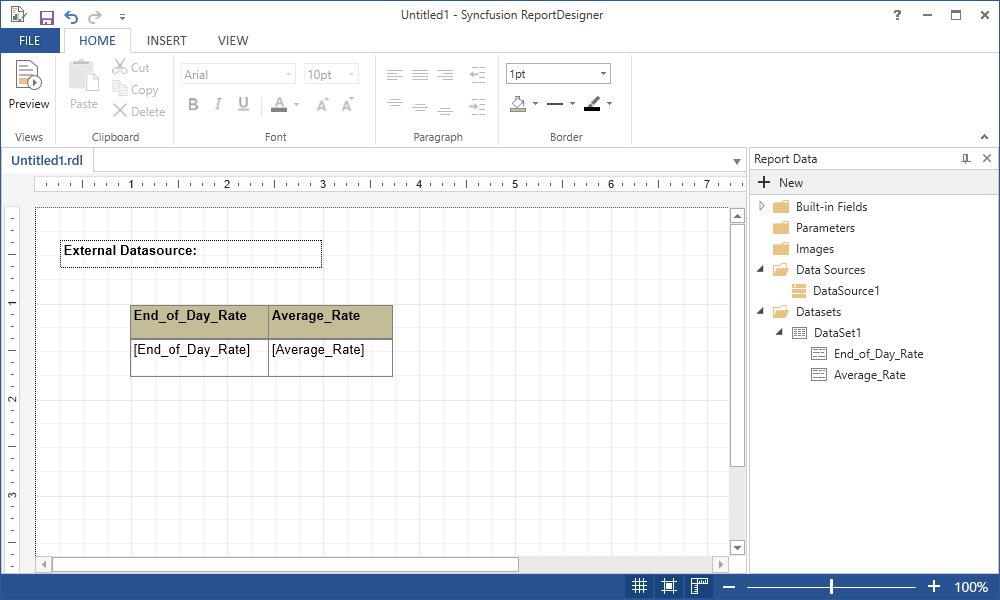 Untitled1 - Syncfusion ReportDesigner
?
FILE
HOME
INSERT
VIEW
Preview
Views
Paste
Cut
Copy
Delete
Clipboard
Arial
10pt
B I U A A A
Font
Paragraph
1pt
Border
Untitled1.rdl
1 2 3 4 5 6 7
1
2
3
External Datasource:
End_of_Day_Rate Average_Rate
[End_of_Day_Rate] [Average_Rate]
Report Data
New
Built-in Fields
Parameters
Images
Data Sources
DataSource1
Datasets
DataSet1
End_of_Day_Rate
Average_Rate
100%